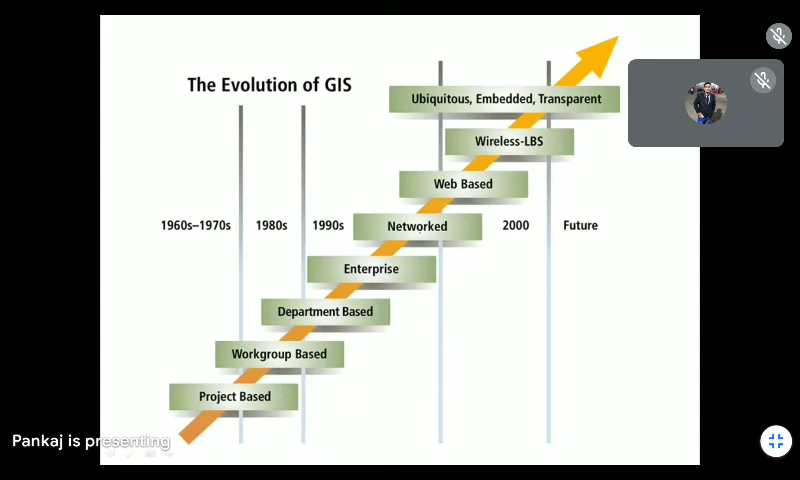 The Evolution of GIS
Ubiquitous, Embedded, Transparent
Wireless-LBS
Web Based
1960s–1970s 1980s 1990s Networked 2000 Future
Enterprise
Department Based
Workgroup Based
Project Based
Pankaj is presenting